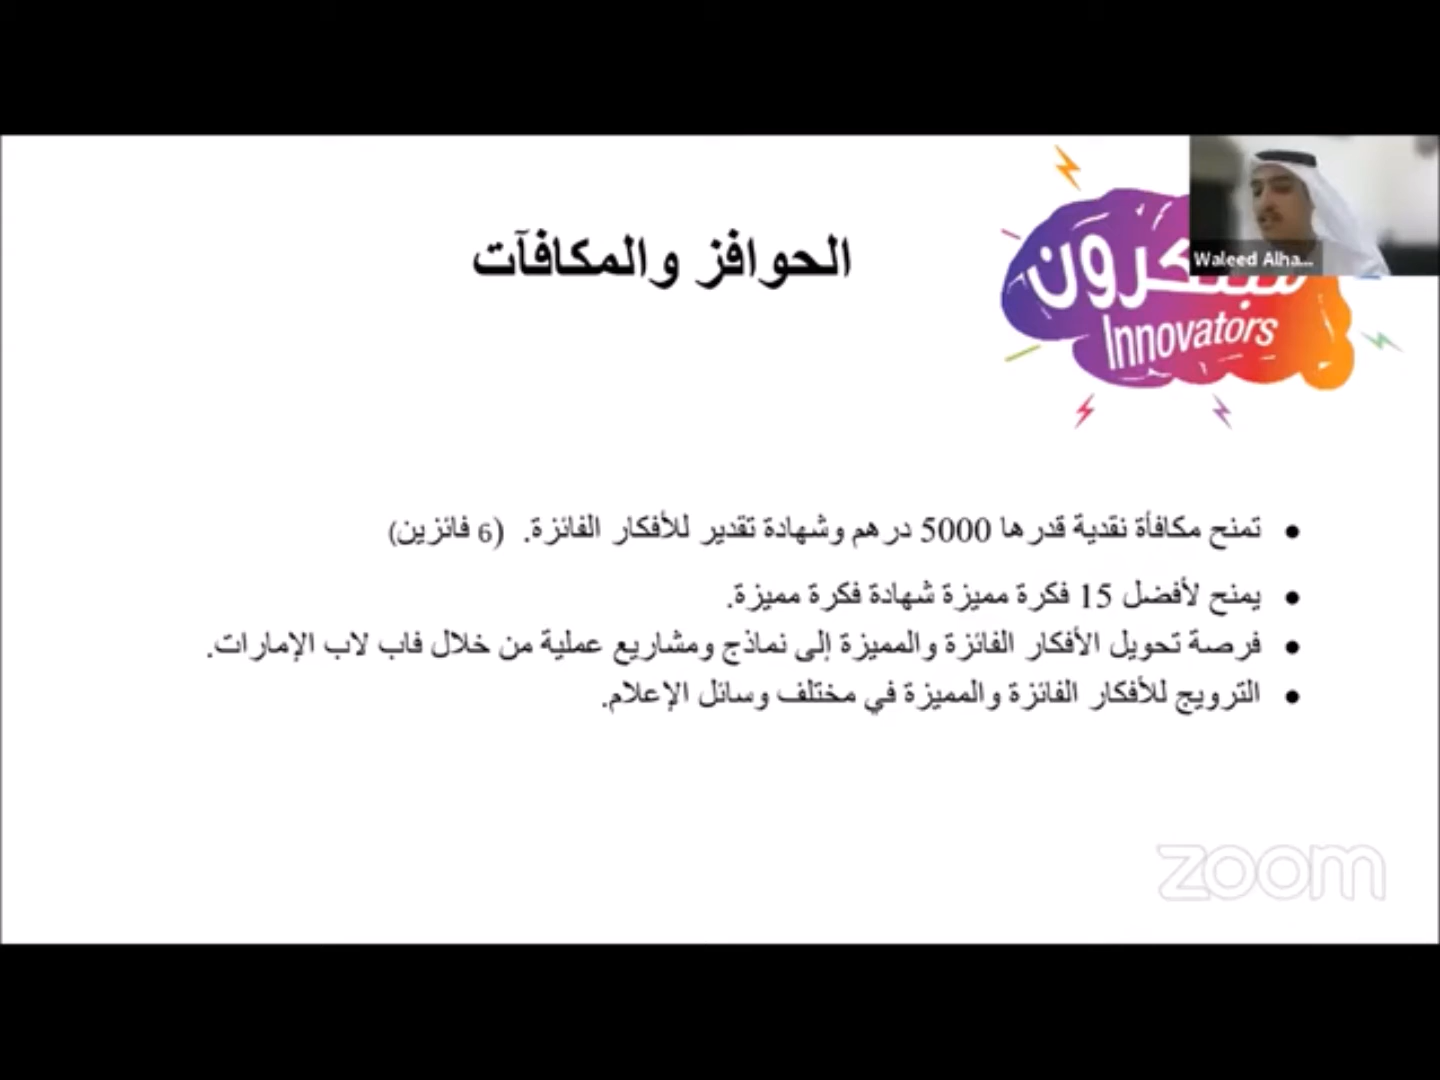 الحوافز والمكافآت
مبتكرون
Innovators
Waleed Alha...
• تمنح مكافأة نقدية قدرها 5000 درهم وشهادة تقدير للأفكار الفائزة. (6 فائزين)
• يمنح لأفضل 15 فكرة مميزة شهادة فكرة مميزة.
• فرصة تحويل الأفكار الفائزة والمميزة إلى نماذج ومشاريع عملية من خلال فاب لاب الإمارات.
• الترويج للأفكار الفائزة والمميزة في مختلف وسائل الإعلام.
zoom